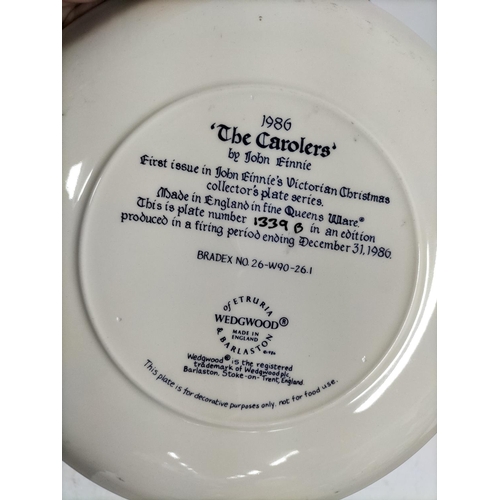 1986
'The Carolers'
by John Finnie
First issue in John Finnie's Victorian Christmas
collector's plate series.
Made in England in fine Queens Ware.®
This is plate number 1339 B in an edition
produced in a firing period ending December 31, 1986.
BRADEX NO. 26-W90-26.1
OF ETRURIA
WEDGWOOD®
MADE IN
ENGLAND
& BARLASTON
Wedgwood® is the registered
trademark of Wedgwood plc,
Barlaston, Stoke-on-Trent, England.
This plate is for decorative purposes only, not for food use.